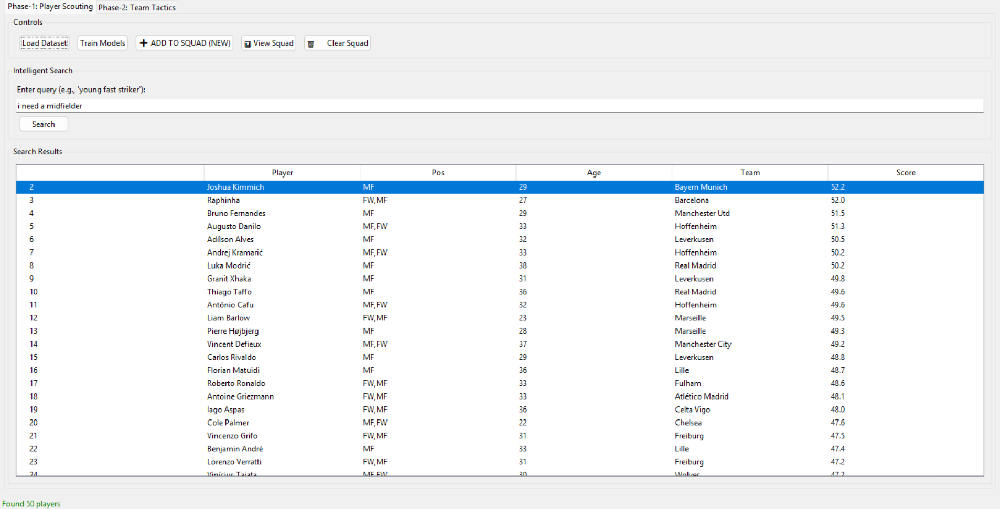 Phase-1: Player Scouting Phase-2: Team Tactics
Controls
Load Dataset Train Models ADD TO SQUAD (NEW) View Squad Clear Squad
Intelligent Search
Enter query (e.g., 'young fast striker'):
i need a midfielder
Search
Search Results
Player Pos Age Team Score
2 Joshua Kimmich MF 29 Bayern Munich 52.2
3 Raphinha FW,MF 27 Barcelona 52.0
4 Bruno Fernandes MF 29 Manchester Utd 51.5
5 Augusto Danilo MF,FW 33 Hoffenheim 51.3
6 Adílson Alves MF 32 Leverkusen 50.5
7 Andrej Kramarić MF,FW 33 Hoffenheim 50.2
8 Luka Modrić MF 38 Real Madrid 50.2
9 Granit Xhaka MF 31 Leverkusen 49.8
10 Thiago Taffo MF 36 Real Madrid 49.6
11 Antônio Cafu MF,FW 32 Hoffenheim 49.6
12 Liam Barlow FW,MF 23 Marseille 49.5
13 Pierre Højbjerg MF 28 Marseille 49.3
14 Vincent Defieux MF,FW 37 Manchester City 49.2
15 Carlos Rivaldo MF 29 Leverkusen 48.8
16 Florian Matuidi MF 36 Lille 48.7
17 Roberto Ronaldo FW,MF 33 Fulham 48.6
18 Antoine Griezmann FW,MF 33 Atlético Madrid 48.1
19 Iago Aspas FW,MF 36 Celta Vigo 48.0
20 Cole Palmer MF,FW 22 Chelsea 47.6
21 Vincenzo Grifo FW,MF 31 Freiburg 47.5
22 Benjamin André MF 33 Lille 47.4
23 Lorenzo Verratti FW,MF 31 Freiburg 47.2
24 Vinícius MF,FW 30 Wolves 47.2
Found 50 players